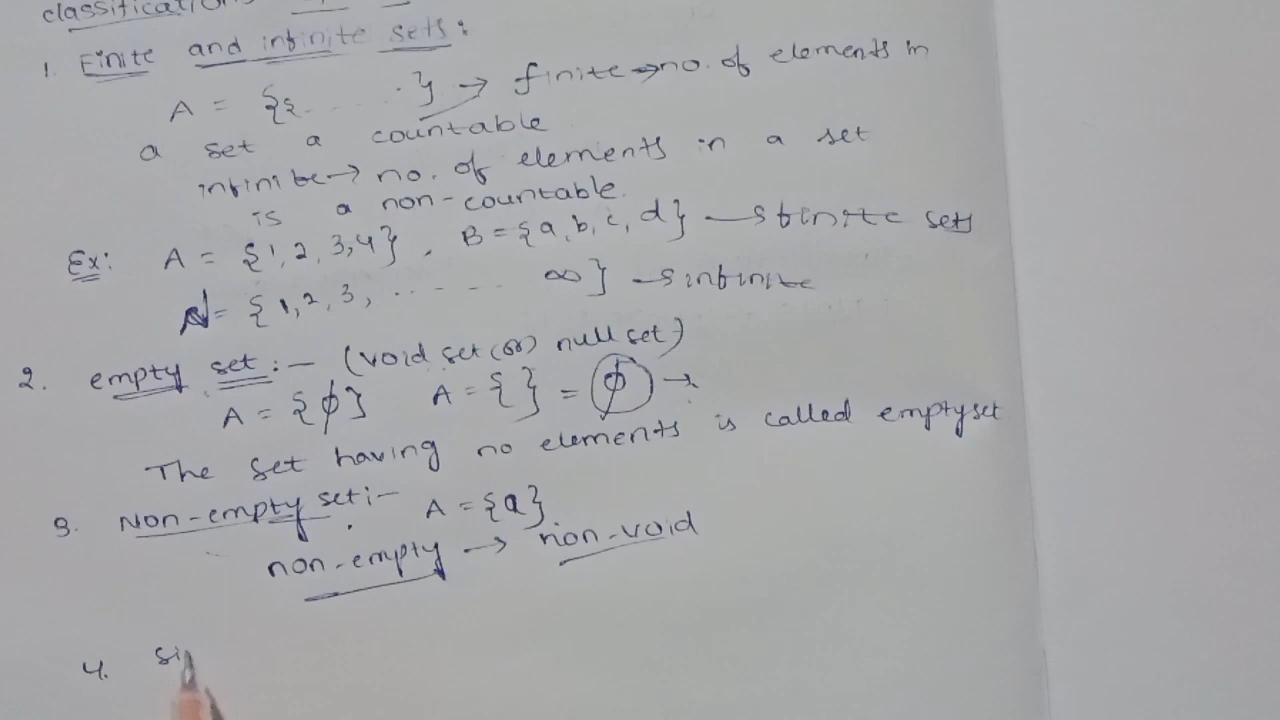 classification
1. Finite and infinite sets:
A = {2 . . . . . . . } → finite → no. of elements in
a set a countable
infinite → no. of elements in a set
is a non-countable.
Ex: A = {1, 2, 3, 4} , B = {a, b, c, d} → finite sets
N = {1, 2, 3, . . . . . . . ∞} → infinite
2. empty set :- (void set (or) null set)
A = {ϕ} A = { } = ϕ →
The set having no elements is called emptyset
3. Non-empty set :- A = {a}
non-empty → non-void
4. si